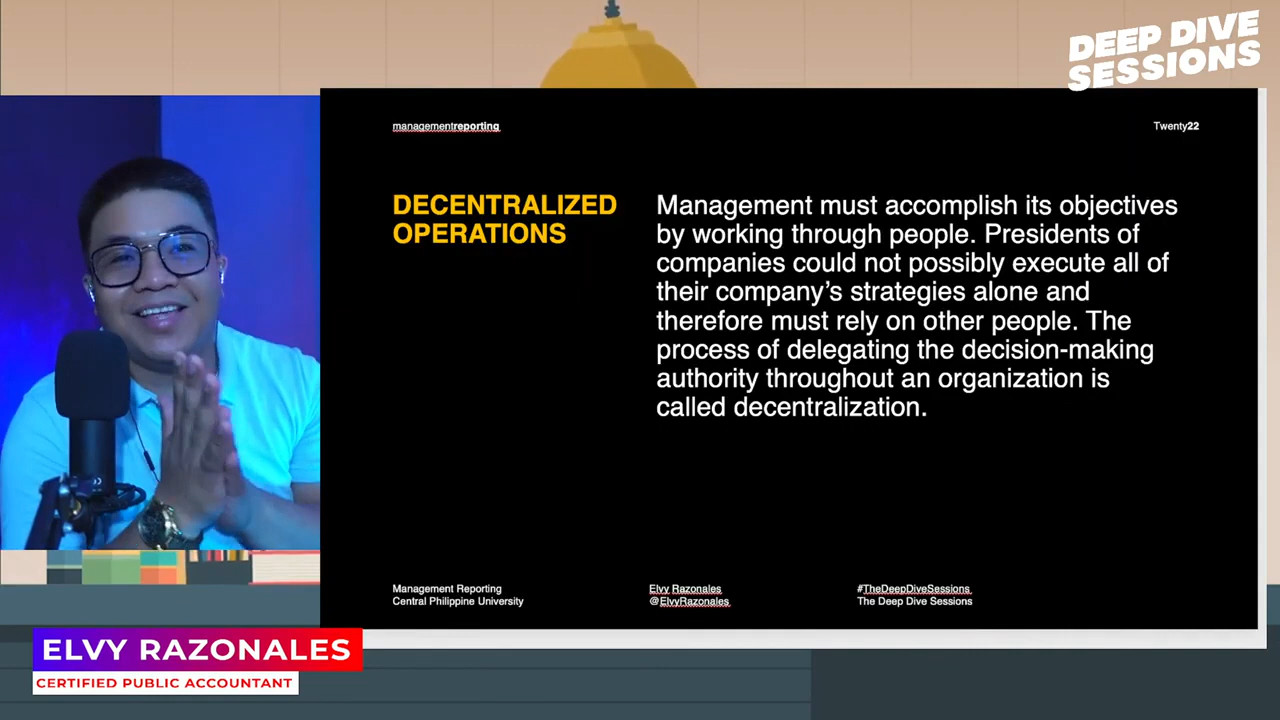 DEEP DIVE
SESSIONS
managementreporting
Twenty22
DECENTRALIZED
OPERATIONS
Management must accomplish its objectives
by working through people. Presidents of
companies could not possibly execute all of
their company’s strategies alone and
therefore must rely on other people. The
process of delegating the decision-making
authority throughout an organization is
called decentralization.
Management Reporting
Central Philippine University
Elvy Razonales
@ElvyRazonales
#TheDeepDiveSessions
The Deep Dive Sessions
ELVY RAZONALES
CERTIFIED PUBLIC ACCOUNTANT